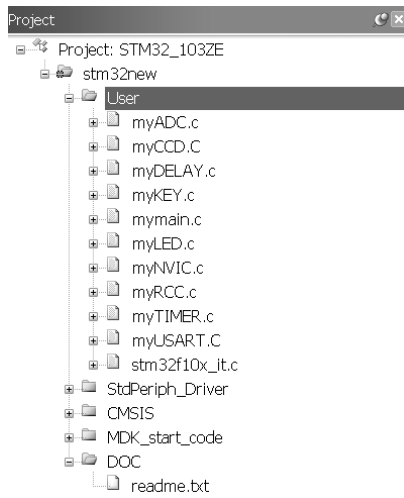 Project
Project: STM32_103ZE
stm32new
User
myADC.c
myCCD.C
myDELAY.c
myKEY.c
mymain.c
myLED.c
myNVIC.c
myRCC.c
myTIMER.c
myUSART.C
stm32f10x_it.c
StdPeriph_Driver
CMSIS
MDK_start_code
DOC
readme.txt